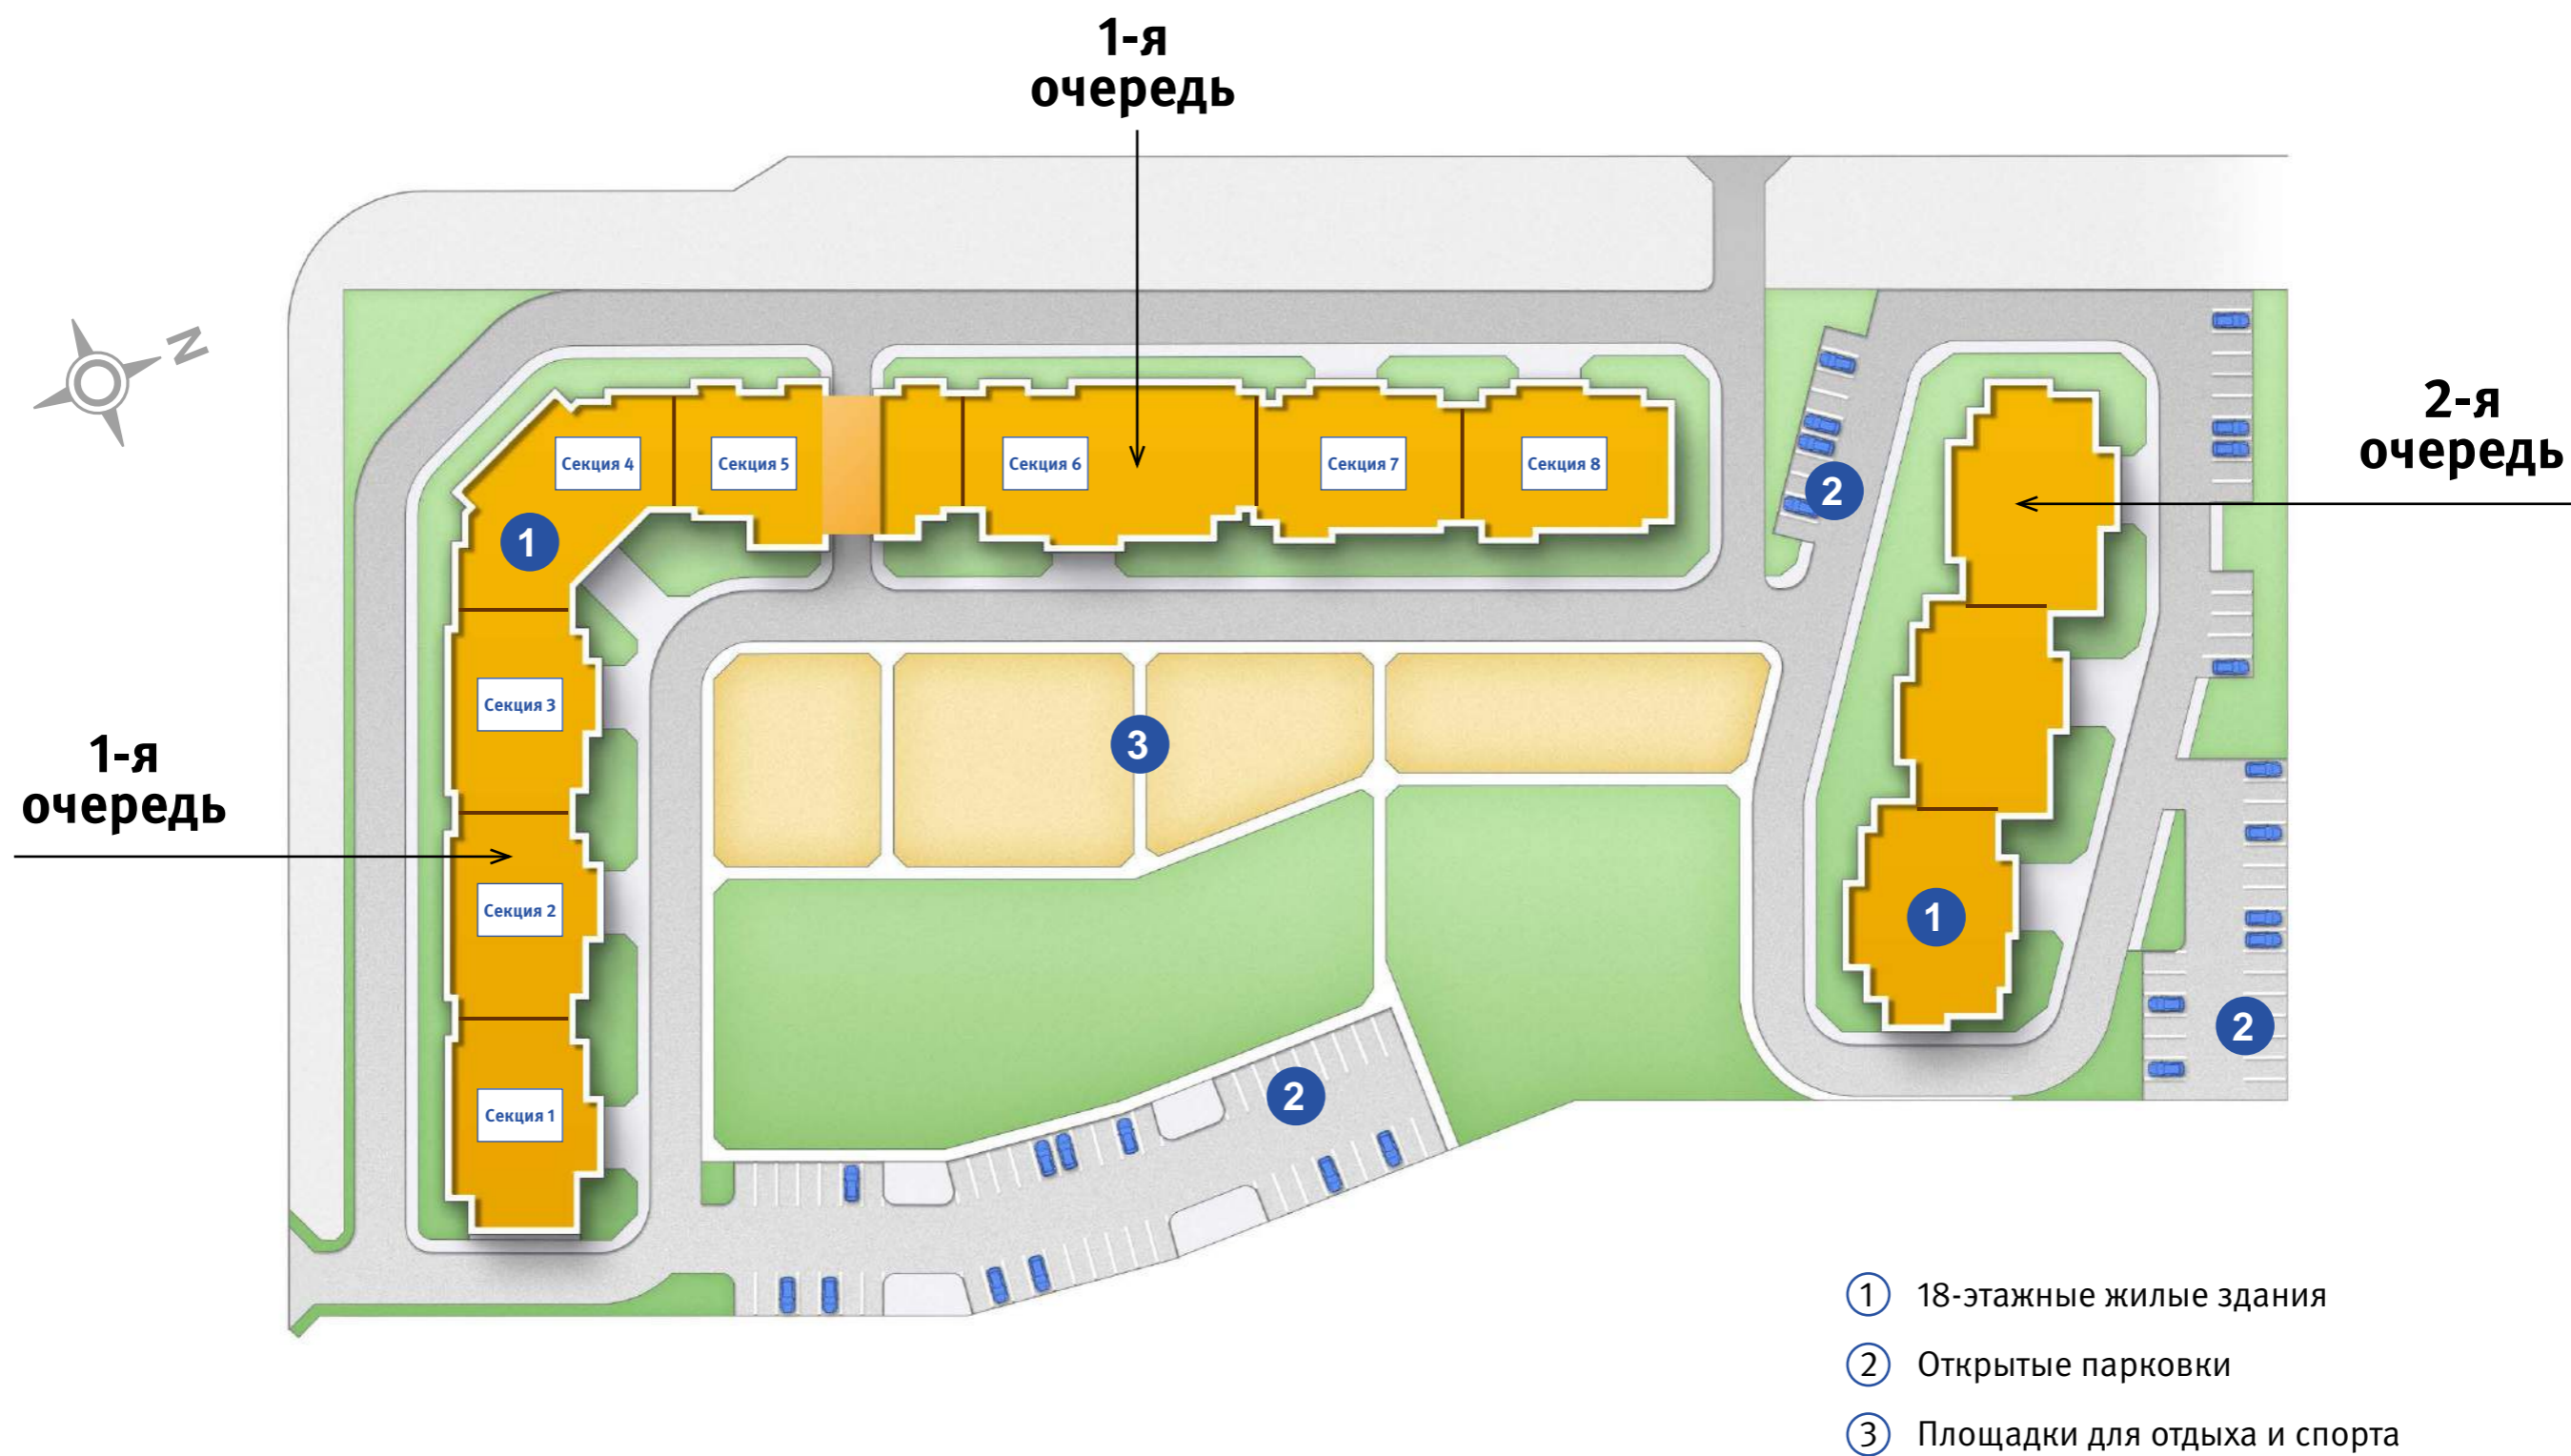 1-я
очередь
N
2-я
очередь
Секция 4
Секция 5
Секция 6
Секция 7
Секция 8
2
1
Секция 3
3
1-я
очередь
Секция 2
1
2
Секция 1
2
1 18-этажные жилые здания
2 Открытые парковки
3 Площадки для отдыха и спорта